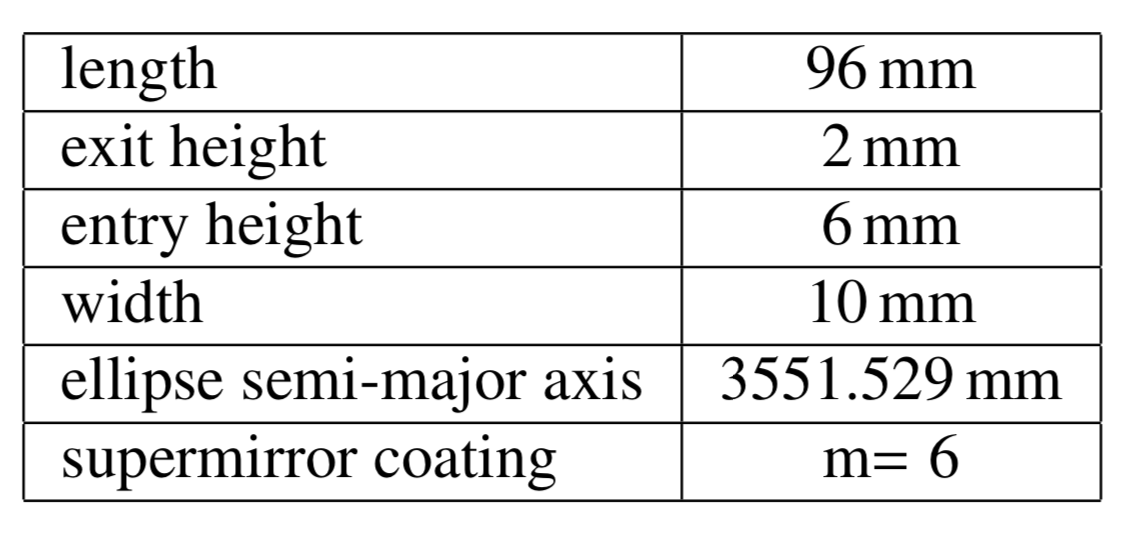 length 96 mm
exit height 2 mm
entry height 6 mm
width 10 mm
ellipse semi-major axis 3551.529 mm
supermirror coating m= 6